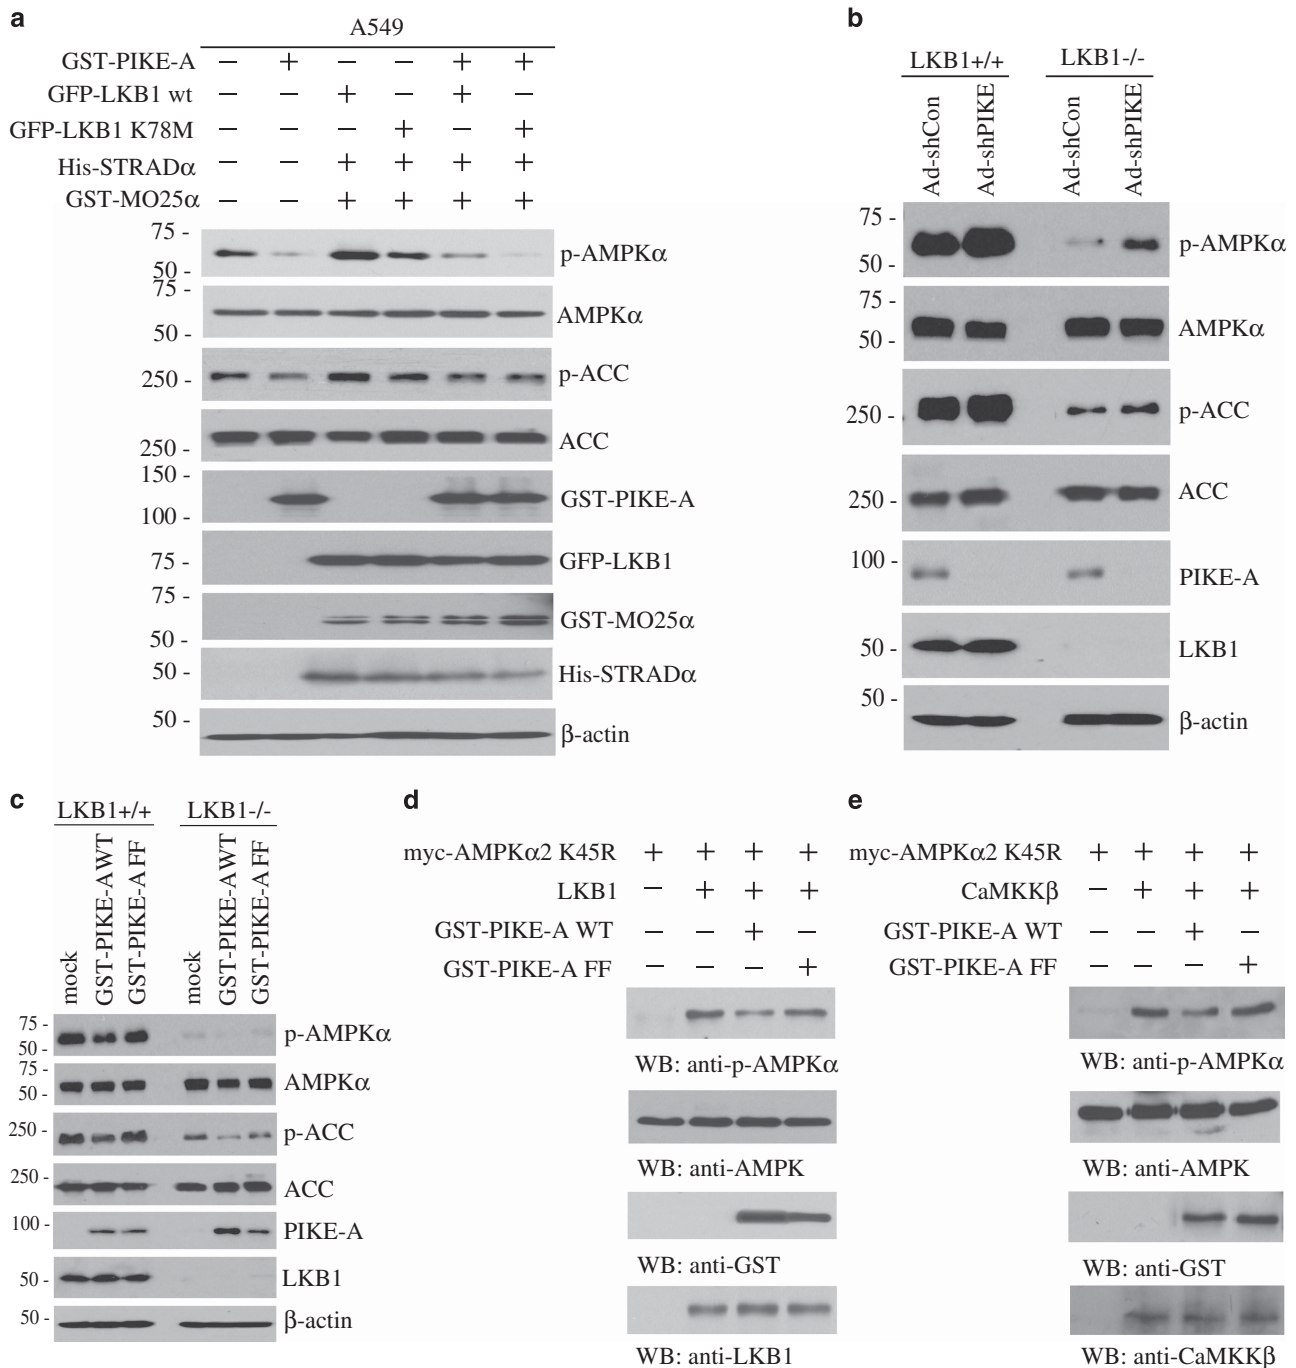 a
A549
GST-PIKE-A − + − − + +
GFP-LKB1 wt − − + − + −
GFP-LKB1 K78M − − − + − +
His-STRADα − − + + + +
GST-MO25α − − + + + +
75 -
50 -
p-AMPKα
75 -
50 -
AMPKα
250 -
p-ACC
250 -
ACC
150 -
100 -
GST-PIKE-A
75 -
GFP-LKB1
75 -
50 -
GST-MO25α
50 -
His-STRADα
50 -
β-actin
b
LKB1+/+ LKB1-/-
Ad-shCon
Ad-shPIKE
Ad-shCon
Ad-shPIKE
75 -
50 -
p-AMPKα
75 -
50 -
AMPKα
250 -
p-ACC
250 -
ACC
100 -
PIKE-A
50 -
LKB1
50 -
β-actin
c
LKB1+/+ LKB1-/-
mock
GST-PIKE-AWT
GST-PIKE-AFF
mock
GST-PIKE-AWT
GST-PIKE-AFF
75 -
50 -
p-AMPKα
75 -
50 -
AMPKα
250 -
p-ACC
250 -
ACC
100 -
PIKE-A
50 -
LKB1
50 -
β-actin
d
myc-AMPKα2 K45R + + + +
LKB1 − + + +
GST-PIKE-A WT − − + −
GST-PIKE-A FF − − − +
WB: anti-p-AMPKα
WB: anti-AMPK
WB: anti-GST
WB: anti-LKB1
e
myc-AMPKα2 K45R + + + +
CaMKKβ − + + +
GST-PIKE-A WT − − + −
GST-PIKE-A FF − − − +
WB: anti-p-AMPKα
WB: anti-AMPK
WB: anti-GST
WB: anti-CaMKKβ